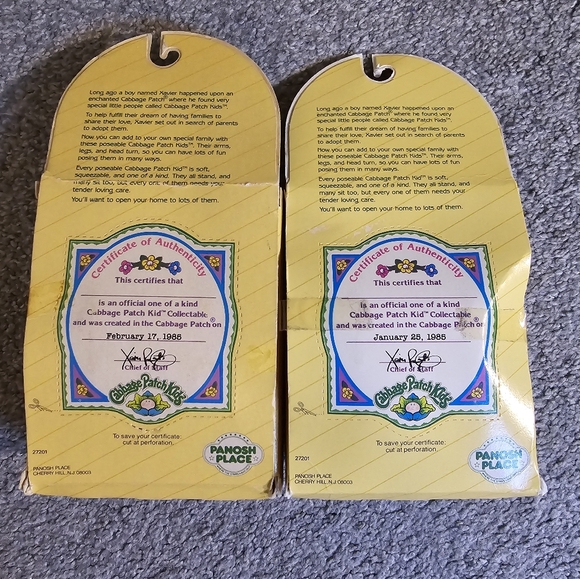 Long ago a boy named Xavier happened upon an
enchanted Cabbage Patch® where he found very
special little people called Cabbage Patch Kids™.
To help fulfill their dream of having families to
share their love, Xavier set out in search of parents
to adopt them.
Now you can add to your own special family with
these poseable Cabbage Patch Kids™. Their arms,
legs, and head turn, so you can have lots of fun
posing them in many ways.
Every poseable Cabbage Patch Kid™ is soft,
squeezable, and one of a kind. They all stand, and
many sit too, but every one of them needs your
tender loving care.
You'll want to open your home to lots of them.
Certificate of Authenticity
This certifies that
is an official one of a kind
Cabbage Patch Kid™ Collectable
and was created in the Cabbage Patch® on
February 17, 1985
Chief of Staff
Cabbage Patch Kids™
To save your certificate:
cut at perforation.
27201
PANOSH PLACE
CHERRY HILL, NJ 08003
PANOSH
PLACE
Long ago a boy named Xavier happened upon an
enchanted Cabbage Patch® where he found very
special little people called Cabbage Patch Kids™.
To help fulfill their dream of having families to
share their love, Xavier set out in search of parents
to adopt them.
Now you can add to your own special family with
these poseable Cabbage Patch Kids™. Their arms,
legs, and head turn, so you can have lots of fun
posing them in many ways.
Every poseable Cabbage Patch Kid™ is soft,
squeezable, and one of a kind. They all stand, and
many sit too, but every one of them needs your
tender loving care.
You'll want to open your home to lots of them.
Certificate of Authenticity
This certifies that
is an official one of a kind
Cabbage Patch Kid™ Collectable
and was created in the Cabbage Patch® on
January 25, 1985
Chief of Staff
Cabbage Patch Kids™
To save your certificate:
cut at perforation.
27201
PANOSH PLACE
CHERRY HILL, NJ 08003
PANOSH
PLACE